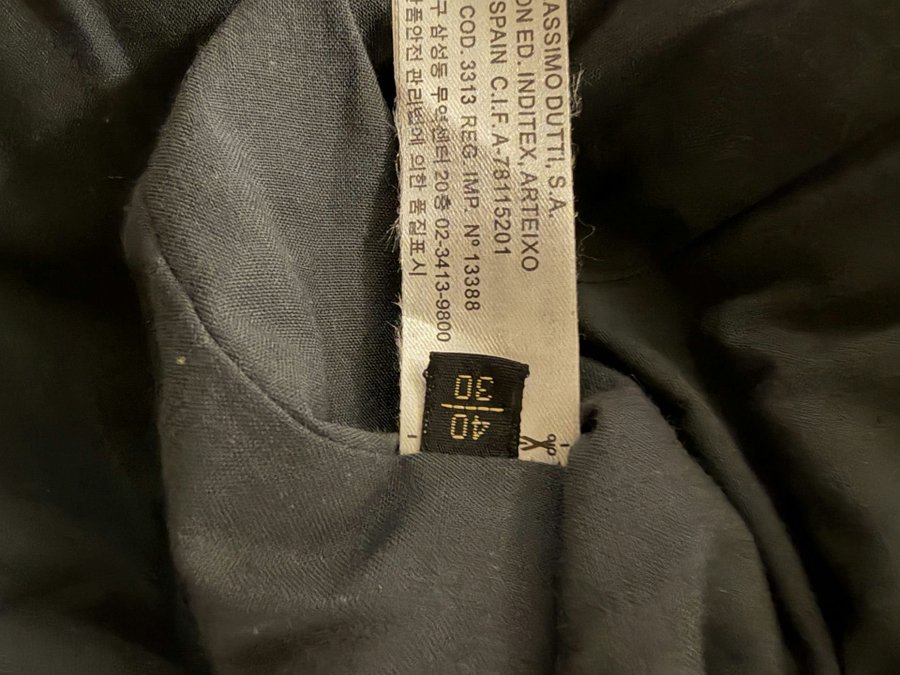 ASSIMO DUTTI, S.A.
ON ED. INDITEX, ARTEIXO
SPAIN C.I.F. A-78115201
COD. 3313 REG. IMP. Nº 13388
구 삼성동 무역센터 20층 02-3413-9800
품안전 관리법에 의한 품질표시
40
30